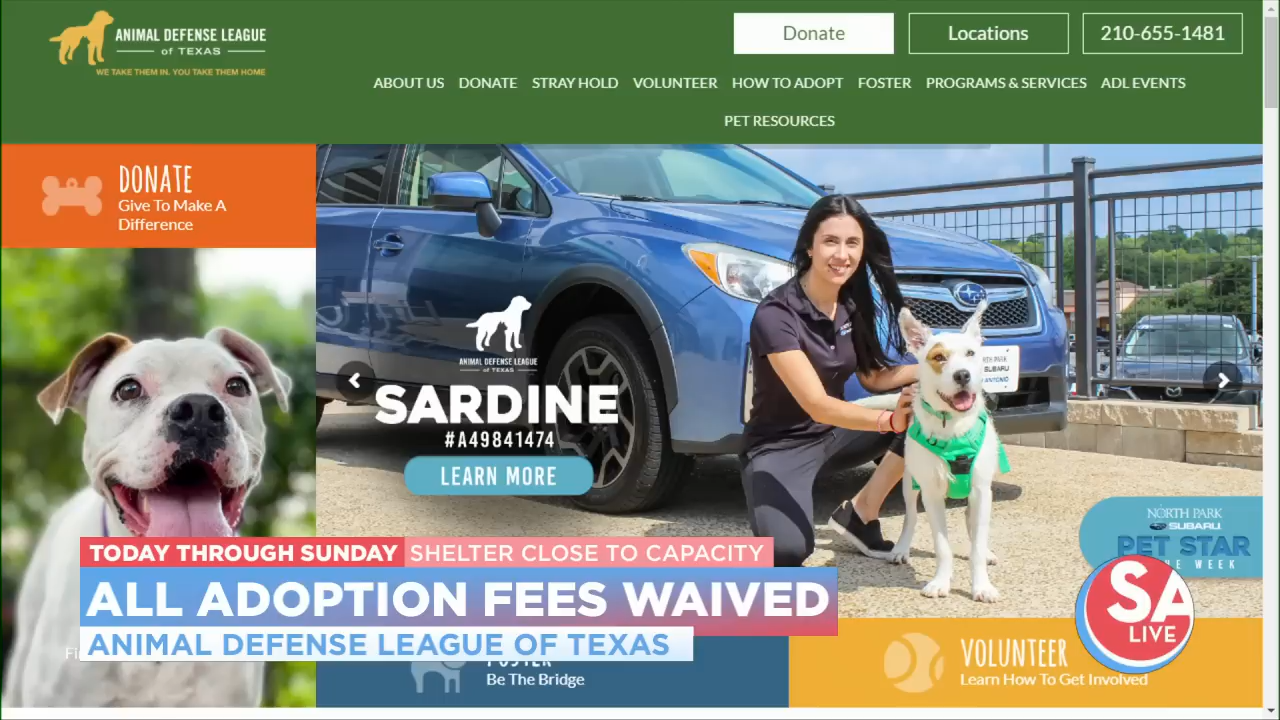 ANIMAL DEFENSE LEAGUE
of TEXAS
WE TAKE THEM IN. YOU TAKE THEM HOME
Donate
Locations
210-655-1481
ABOUT US DONATE STRAY HOLD VOLUNTEER HOW TO ADOPT FOSTER PROGRAMS & SERVICES ADL EVENTS
PET RESOURCES
DONATE
Give To Make A
Difference
ANIMAL DEFENSE LEAGUE
of TEXAS
SARDINE
#A49841474
LEARN MORE
SUBARU
NORTH PARK
SUBARU
PET STAR
WEEK
TODAY THROUGH SUNDAY SHELTER CLOSE TO CAPACITY
ALL ADOPTION FEES WAIVED
ANIMAL DEFENSE LEAGUE OF TEXAS
FOSTER
Be The Bridge
VOLUNTEER
Learn How To Get Involved
SA
LIVE